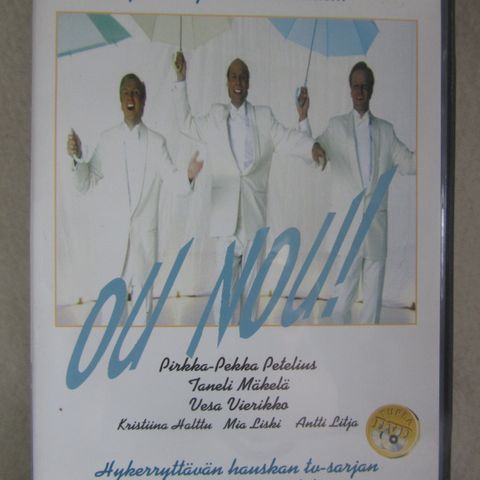 OU NOU!!
Pirkka-Pekka Petelius
Taneli Mäkelä
Vesa Vierikko
Kristiina Halttu Mia Liski Antti Litja
Hykerryttävän hauskan tv-sarjan